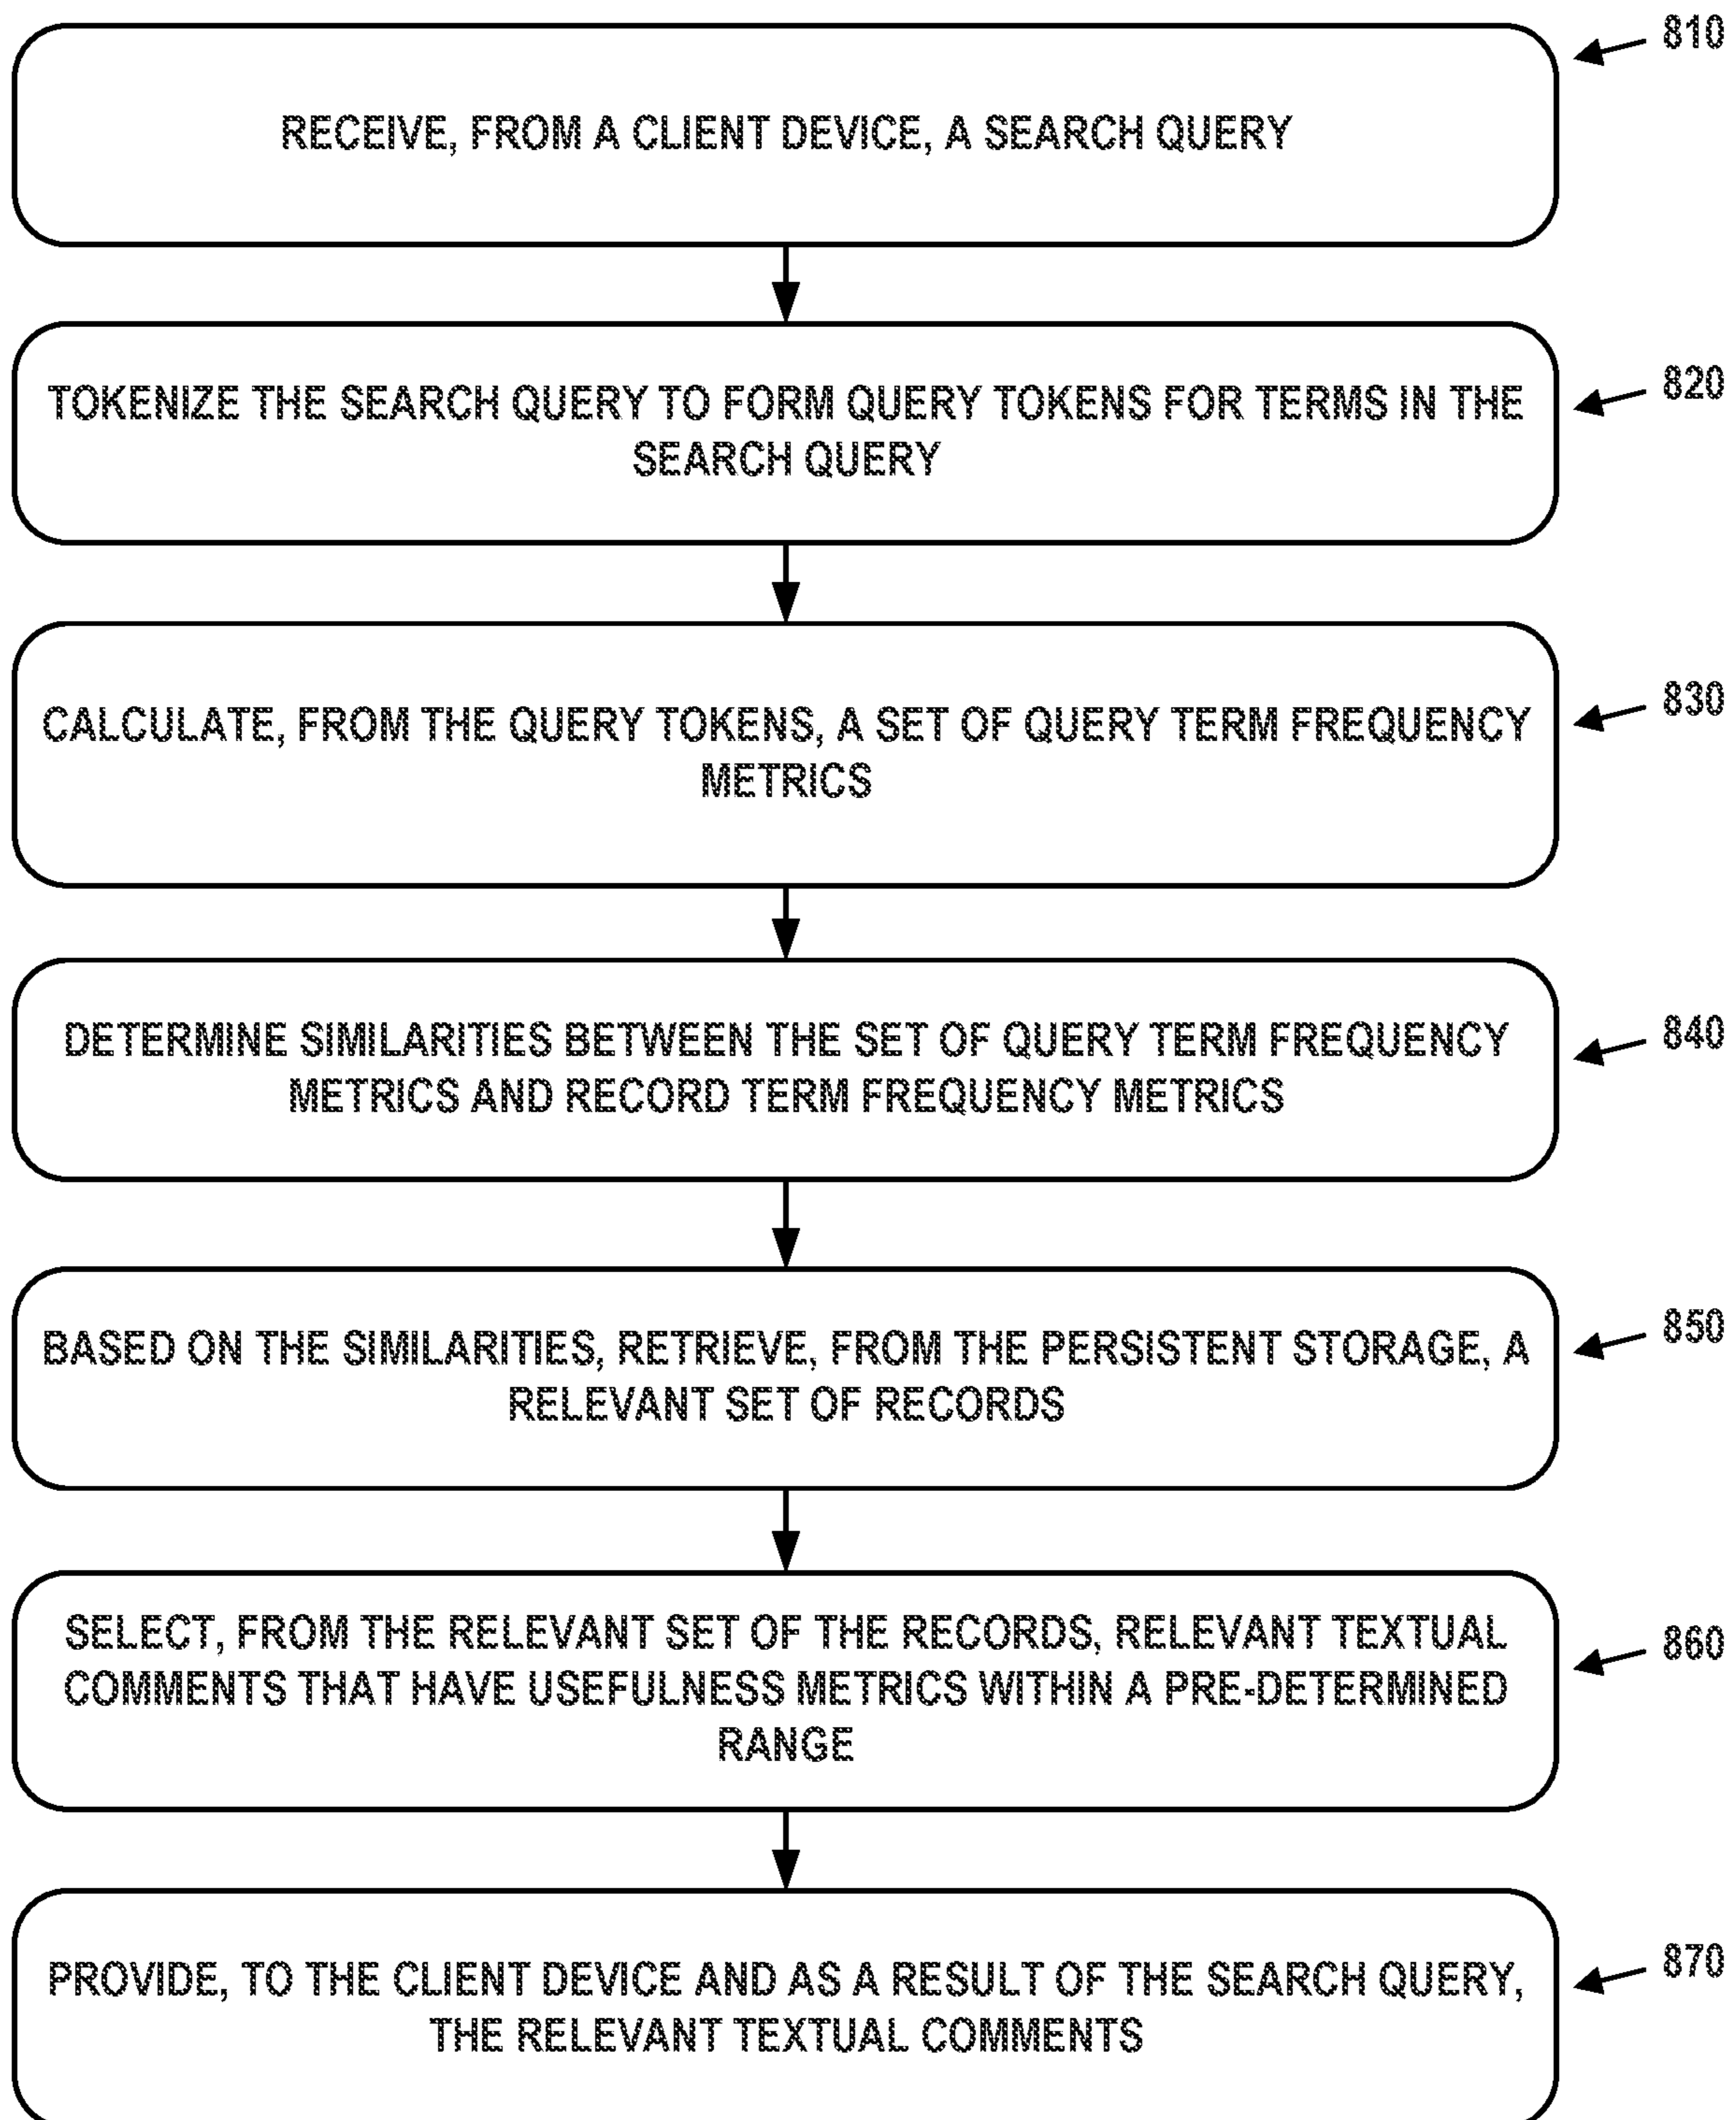 810
RECEIVE, FROM A CLIENT DEVICE, A SEARCH QUERY
820
TOKENIZE THE SEARCH QUERY TO FORM QUERY TOKENS FOR TERMS IN THE
SEARCH QUERY
830
CALCULATE, FROM THE QUERY TOKENS, A SET OF QUERY TERM FREQUENCY
METRICS
840
DETERMINE SIMILARITIES BETWEEN THE SET OF QUERY TERM FREQUENCY
METRICS AND RECORD TERM FREQUENCY METRICS
850
BASED ON THE SIMILARITIES, RETRIEVE, FROM THE PERSISTENT STORAGE, A
RELEVANT SET OF RECORDS
860
SELECT, FROM THE RELEVANT SET OF THE RECORDS, RELEVANT TEXTUAL
COMMENTS THAT HAVE USEFULNESS METRICS WITHIN A PRE-DETERMINED
RANGE
870
PROVIDE, TO THE CLIENT DEVICE AND AS A RESULT OF THE SEARCH QUERY,
THE RELEVANT TEXTUAL COMMENTS